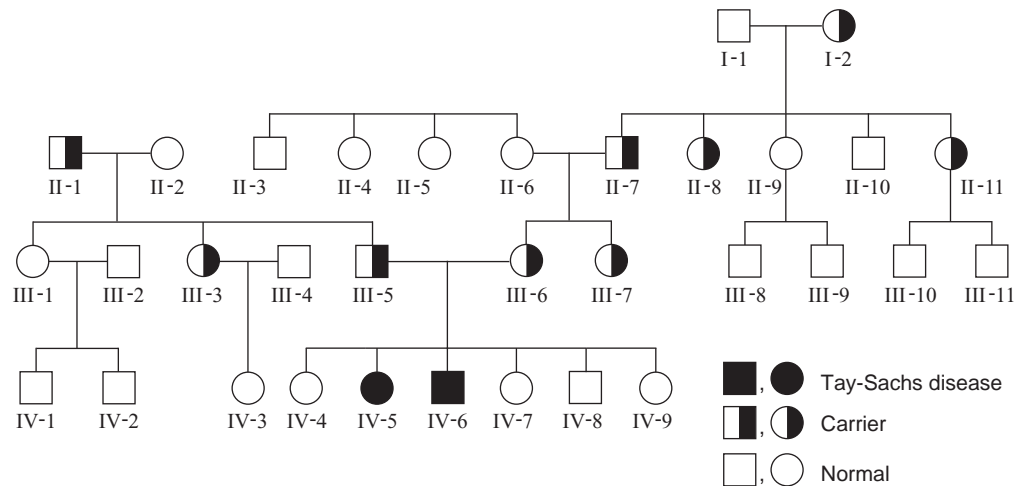 I-1 I-2
II-1 II-2 II-3 II-4 II-5 II-6 II-7 II-8 II-9 II-10 II-11
III-1 III-2 III-3 III-4 III-5 III-6 III-7 III-8 III-9 III-10 III-11
IV-1 IV-2 IV-3 IV-4 IV-5 IV-6 IV-7 IV-8 IV-9
, Tay-Sachs disease
, Carrier
, Normal